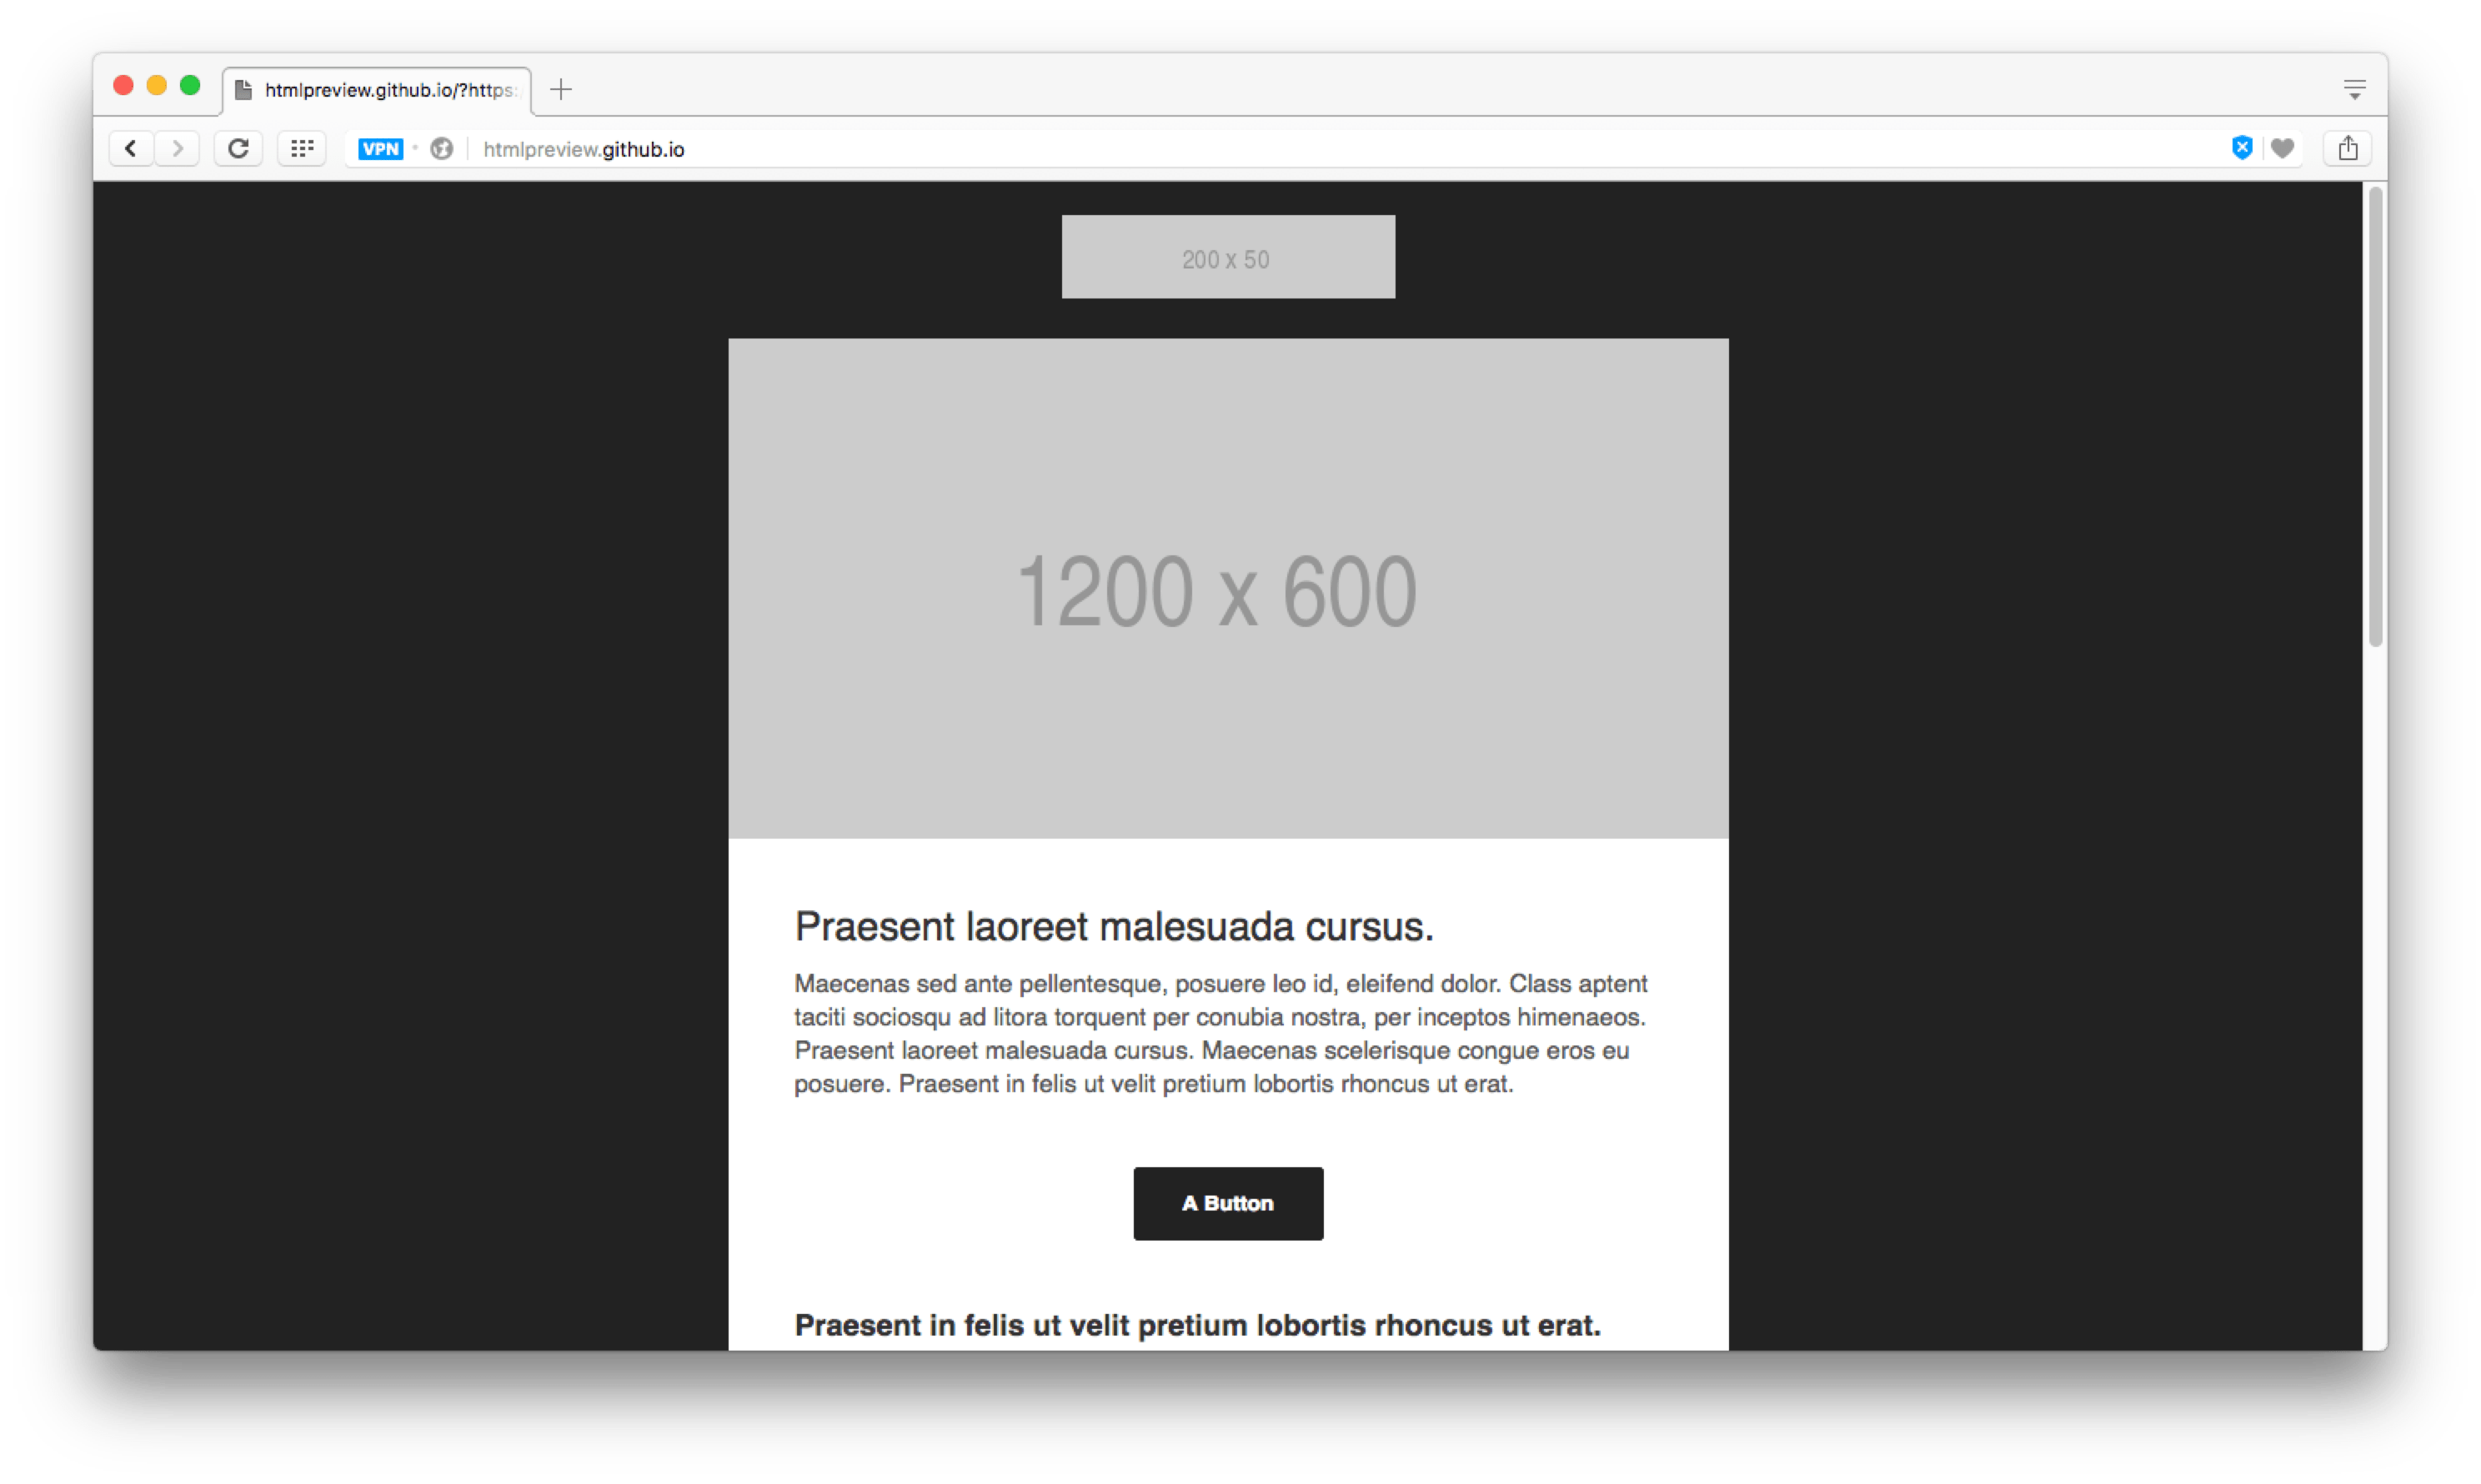 htmlpreview.github.io/?https:
VPN
htmlpreview.github.io
200 x 50
1200 x 600
Praesent laoreet malesuada cursus.
Maecenas sed ante pellentesque, posuere leo id, eleifend dolor. Class aptent
taciti sociosqu ad litora torquent per conubia nostra, per inceptos himenaeos.
Praesent laoreet malesuada cursus. Maecenas scelerisque congue eros eu
posuere. Praesent in felis ut velit pretium lobortis rhoncus ut erat.
A Button
Praesent in felis ut velit pretium lobortis rhoncus ut erat.